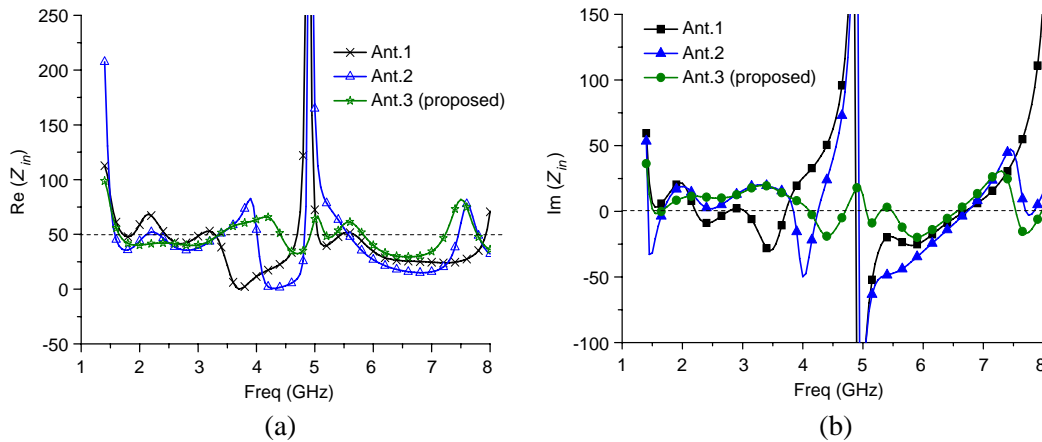 250
200
150
100
50
0
-50
Re (Z_in)
Ant.1
Ant.2
Ant.3 (proposed)
1 2 3 4 5 6 7 8
Freq (GHz)
(a)
150
100
50
0
-50
-100
Im (Z_in)
Ant.1
Ant.2
Ant.3 (proposed)
1 2 3 4 5 6 7 8
Freq (GHz)
(b)